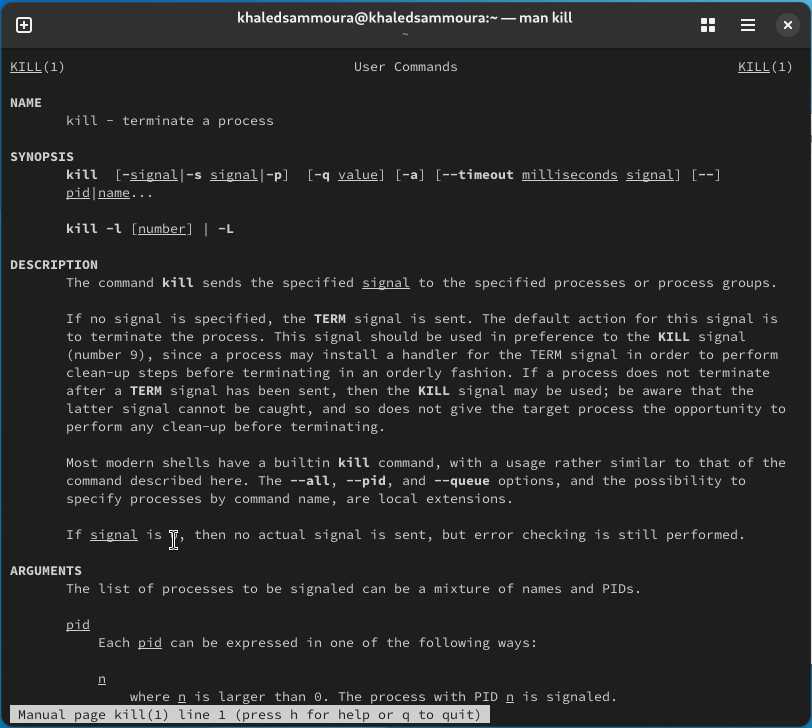 khaledsammoura@khaledsammoura:~ — man kill
~
KILL(1) User Commands KILL(1)
NAME
kill - terminate a process
SYNOPSIS
kill [-signal|-s signal|-p] [-q value] [-a] [--timeout milliseconds signal] [--]
pid|name...
kill -l [number] | -L
DESCRIPTION
The command kill sends the specified signal to the specified processes or process groups.
If no signal is specified, the TERM signal is sent. The default action for this signal is
to terminate the process. This signal should be used in preference to the KILL signal
(number 9), since a process may install a handler for the TERM signal in order to perform
clean-up steps before terminating in an orderly fashion. If a process does not terminate
after a TERM signal has been sent, then the KILL signal may be used; be aware that the
latter signal cannot be caught, and so does not give the target process the opportunity to
perform any clean-up before terminating.
Most modern shells have a builtin kill command, with a usage rather similar to that of the
command described here. The --all, --pid, and --queue options, and the possibility to
specify processes by command name, are local extensions.
If signal is , then no actual signal is sent, but error checking is still performed.
ARGUMENTS
The list of processes to be signaled can be a mixture of names and PIDs.
pid
Each pid can be expressed in one of the following ways:
n
where n is larger than 0. The process with PID n is signaled.
Manual page kill(1) line 1 (press h for help or q to quit)